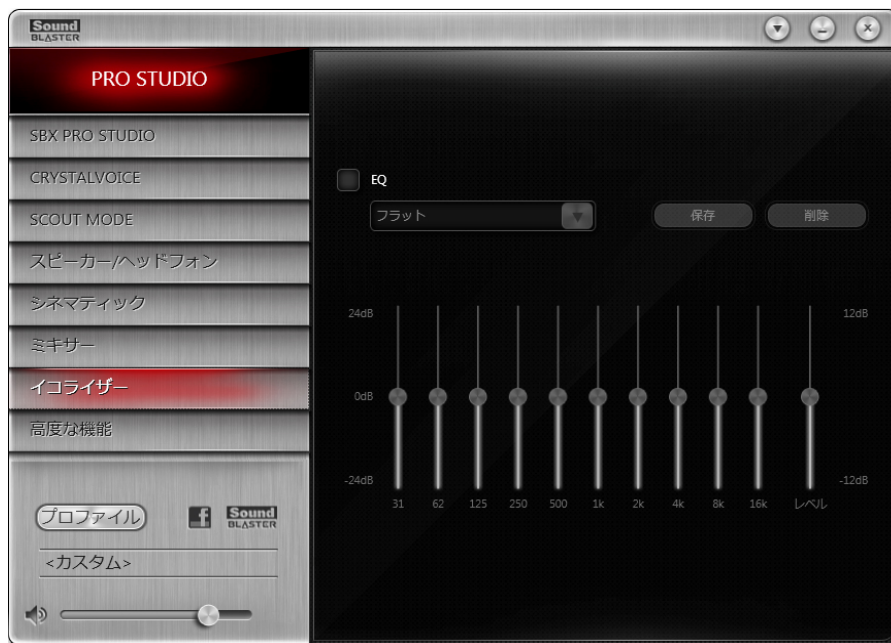 Sound
BLASTER
PRO STUDIO
SBX PRO STUDIO
CRYSTALVOICE
SCOUT MODE
スピーカー/ヘッドフォン
シネマティック
ミキサー
イコライザー
高度な機能
プロファイル
f
Sound
BLASTER
<カスタム>
EQ
フラット
保存
削除
24dB
12dB
0dB
-24dB
-12dB
31 62 125 250 500 1k 2k 4k 8k 16k レベル